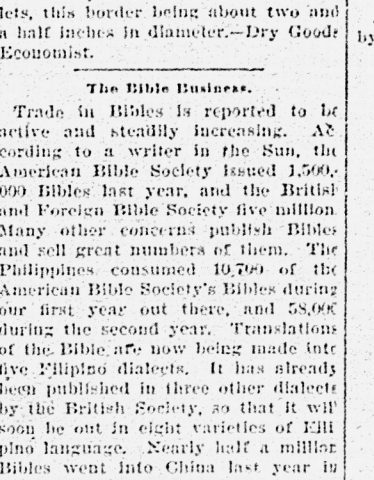 lets, this border being about two and
a half inches in diameter.—Dry Goods
Economist.
by
The Bible Business.
Trade in Bibles is reported to be
active and steadily increasing. Ac-
cording to a writer in the Sun, the
American Bible Society issued 1,500,-
000 Bibles last year, and the British
and Foreign Bible Society five million.
Many other concerns publish Bibles
and sell great numbers of them. The
Philippines consumed 10,700 of the
American Bible Society's Bibles during
our first year out there, and 58,000
during the second year. Translations
of the Bible are now being made into
five Filipino dialects. It has already
been published in three other dialects
by the British Society, so that it will
soon be out in eight varieties of Fili-
pino language. Nearly half a million
Bibles went into China last year in